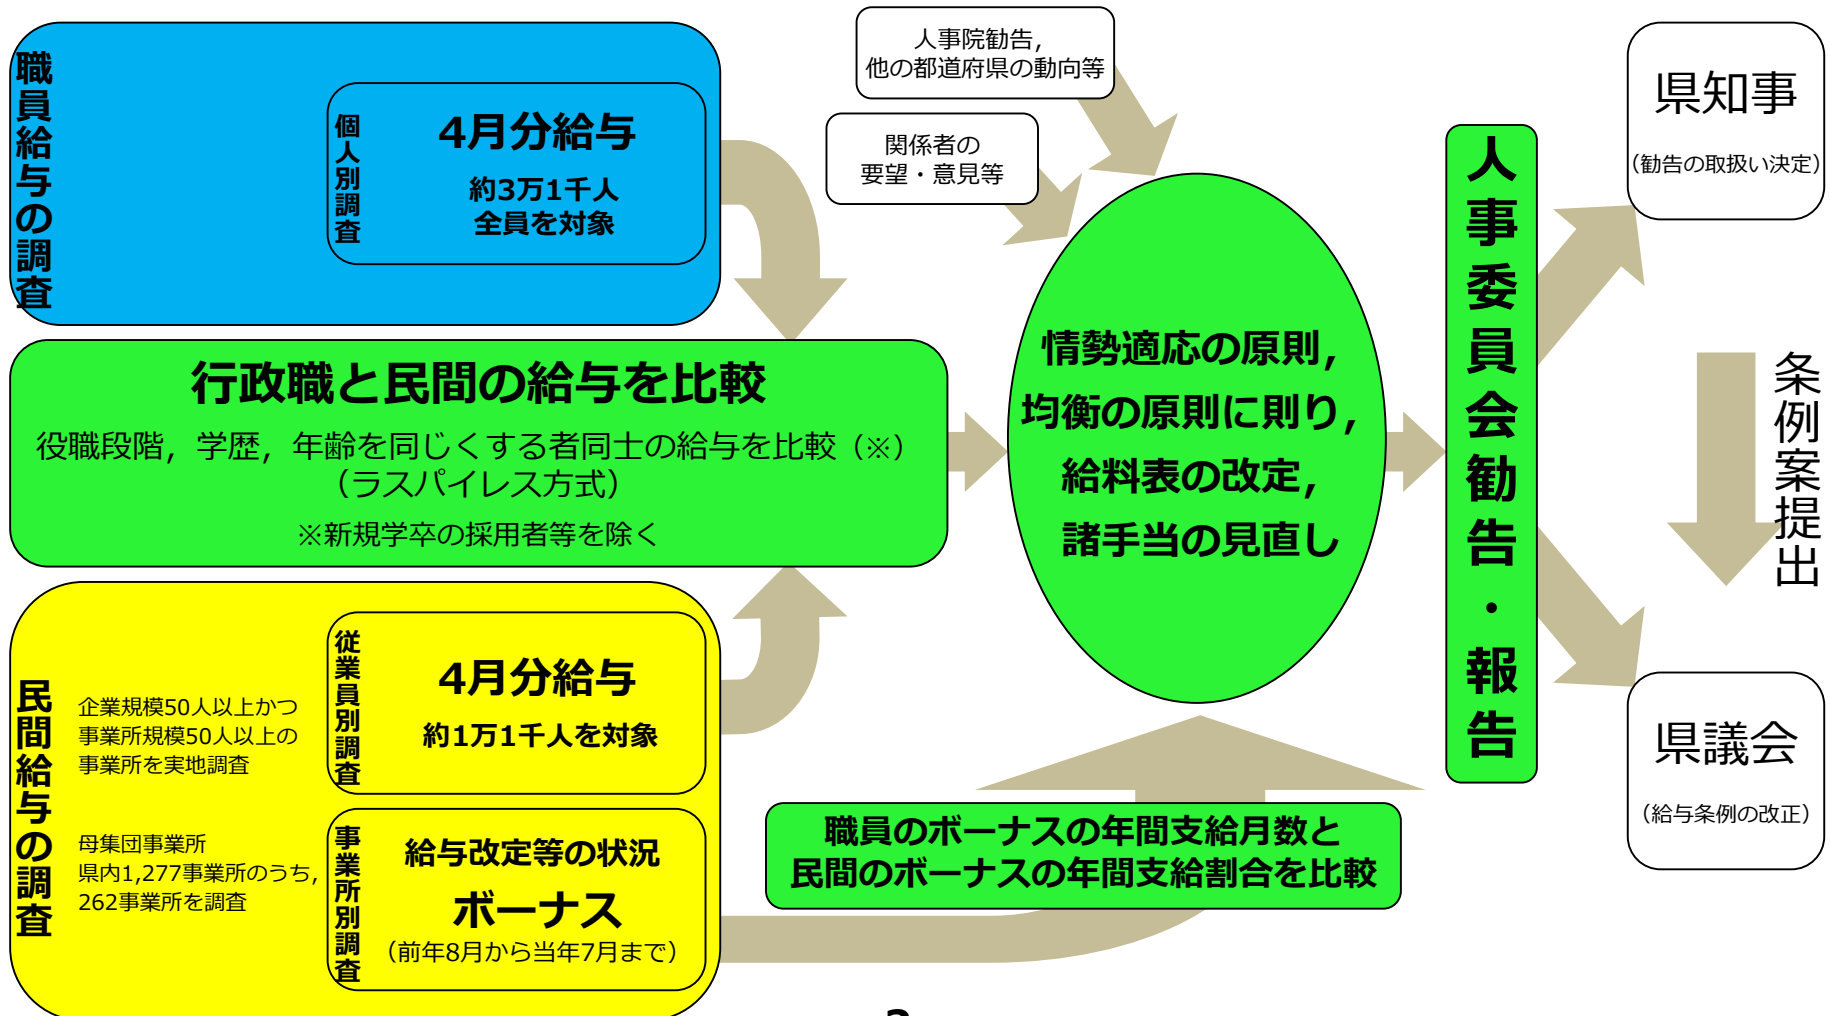 職員給与の調査
個人別調査
4月分給与
約3万1千人
全員を対象
行政職と民間の給与を比較
役職段階，学歴，年齢を同じくする者同士の給与を比較（※）
（ラスパイレス方式）
※新規学卒の採用者等を除く
民間給与の調査
企業規模50人以上かつ
事業所規模50人以上の
事業所を実地調査
母集団事業所
県内1,277事業所のうち，
262事業所を調査
従業員別調査
4月分給与
約1万1千人を対象
事業所別調査
給与改定等の状況
ボーナス
（前年8月から当年7月まで）
人事院勧告，
他の都道府県の動向等
関係者の
要望・意見等
情勢適応の原則，
均衡の原則に則り，
給料表の改定，
諸手当の見直し
職員のボーナスの年間支給月数と
民間のボーナスの年間支給割合を比較
人事委員会勧告・報告
県知事
（勧告の取扱い決定）
条例案提出
県議会
（給与条例の改正）